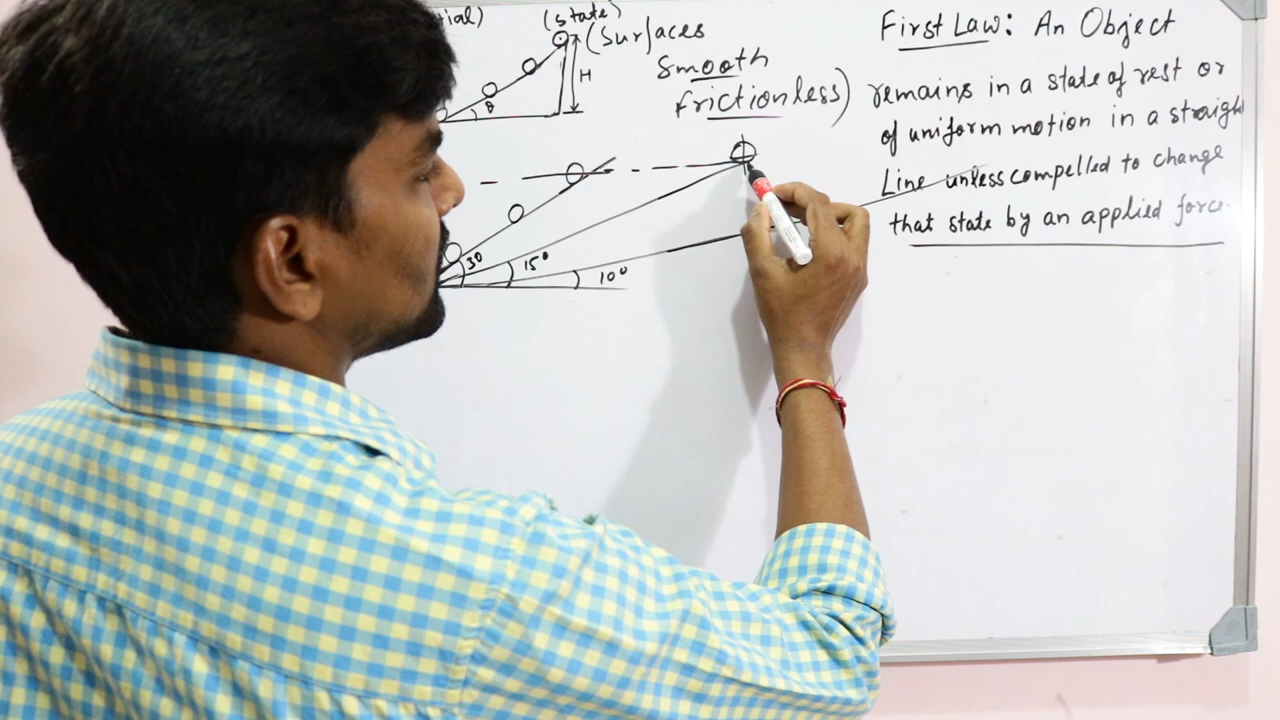 (state)
(Surfaces
Smooth
frictionless)
H
θ
30
15°
10°
First Law: An Object
remains in a state of rest or
of uniform motion in a straight
Line unless compelled to change
that state by an applied force.